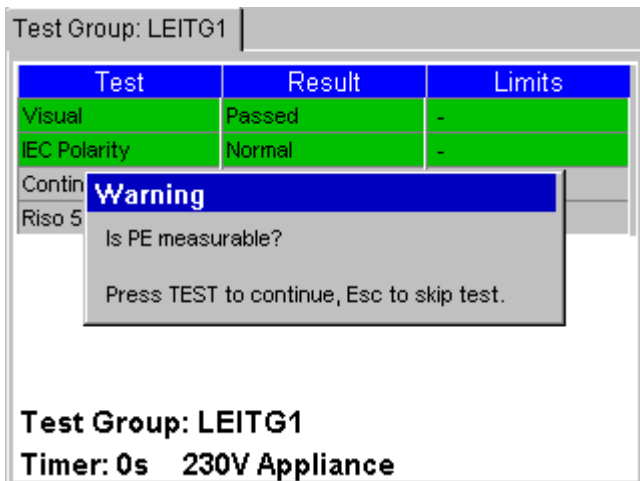 Test Group: LEITG1
Test Result Limits
Visual Passed -
IEC Polarity Normal -
Contin
Riso 5
Warning
Is PE measurable?
Press TEST to continue, Esc to skip test.
Test Group: LEITG1
Timer: 0s 230V Appliance